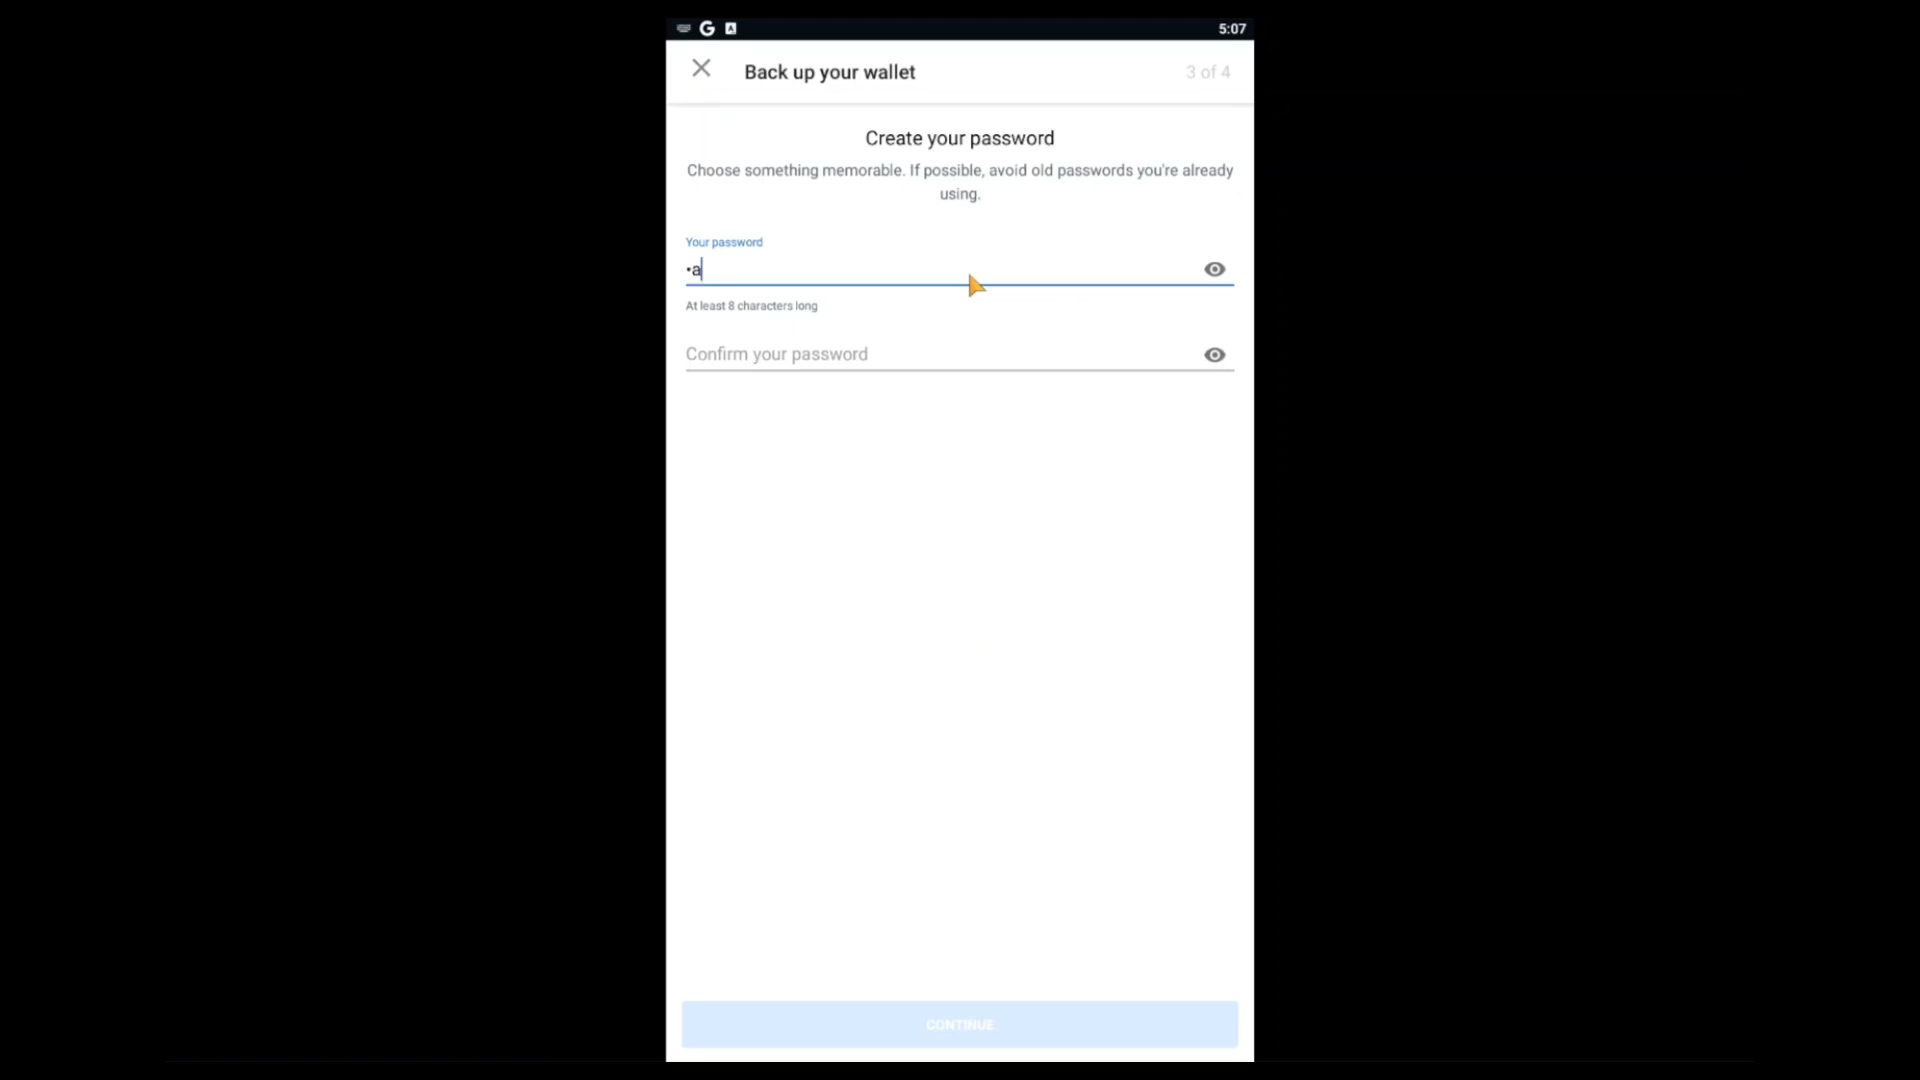 5:07
Back up your wallet
3 of 4
Create your password
Choose something memorable. If possible, avoid old passwords you're already
using.
Your password
•a
At least 8 characters long
Confirm your password
CONTINUE